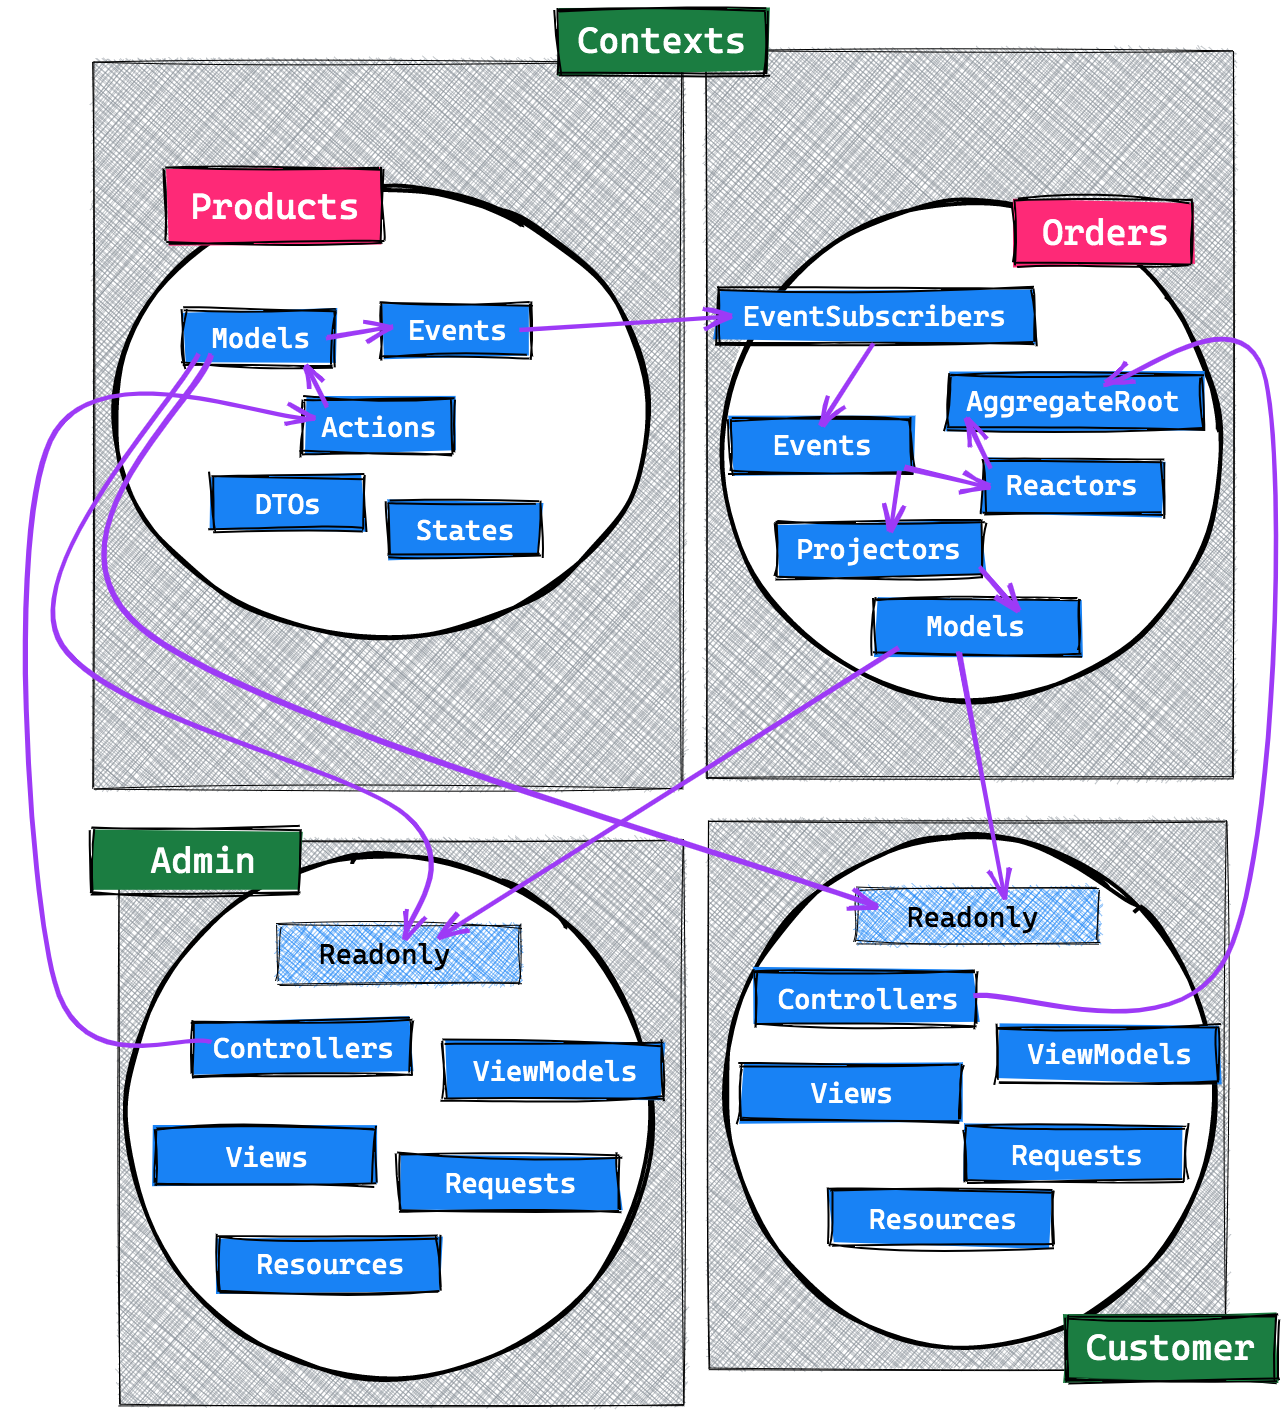 Contexts
Products
Models
Events
Actions
DTOs
States
Orders
EventSubscribers
AggregateRoot
Events
Reactors
Projectors
Models
Admin
Readonly
Controllers
ViewModels
Views
Requests
Resources
Readonly
Controllers
ViewModels
Views
Requests
Resources
Customer